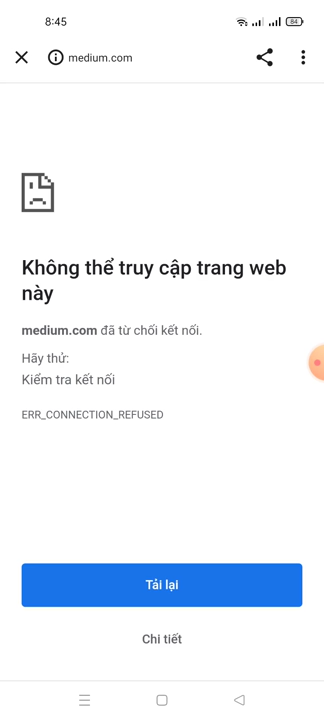 8:45
84
medium.com
Không thể truy cập trang web
này
medium.com đã từ chối kết nối.
Hãy thử:
Kiểm tra kết nối
ERR_CONNECTION_REFUSED
Tải lại
Chi tiết